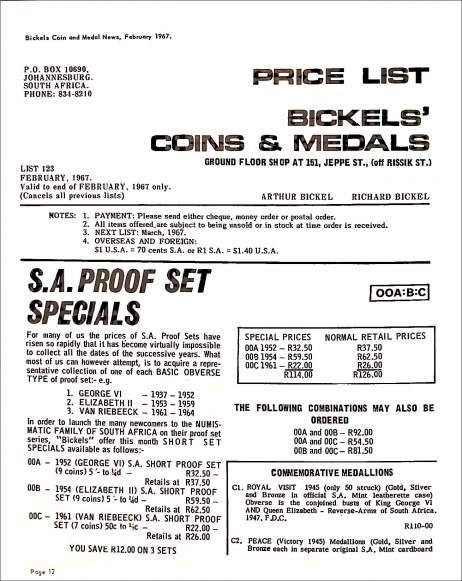 Bickels Coin and Medal News, February 1967.
P.O. BOX 10690,
JOHANNESBURG.
SOUTH AFRICA.
PHONE: 834-8210
PRICE LIST
BICKELS'
COINS & MEDALS
GROUND FLOOR SHOP AT 151, JEPPE ST., (off RISSIK ST.)
LIST 123
FEBRUARY, 1967.
Valid to end of FEBRUARY, 1967 only.
(Cancels all previous lists)
ARTHUR BICKEL RICHARD BICKEL
NOTES: 1. PAYMENT: Please send either cheque, money order or postal order.
2. All items offered are subject to being unsold or in stock at time order is received.
3. NEXT LIST: March, 1967.
4. OVERSEAS AND FOREIGN:
$1 U.S.A. = 70 cents S.A. or R1 S.A. = $1.40 U.S.A.
S.A. PROOF SET
SPECIALS
For many of us the prices of S.A. Proof Sets have
risen so rapidly that it has become virtually impossible
to collect all the dates of the successive years. What
most of us can however attempt, is to acquire a repre-
sentative collection of one of each BASIC OBVERSE
TYPE of proof set:- e.g.
1. GEORGE VI – 1937 – 1952
2. ELIZABETH II – 1953 – 1959
3. VAN RIEBEECK – 1961 – 1964
In order to launch the many newcomers to the NUMIS-
MATIC FAMILY OF SOUTH AFRICA on their proof set
series, "Bickels" offer this month SHORT SET
SPECIALS available as follows:-
00A – 1952 (GEORGE VI) S.A. SHORT PROOF SET
(9 coins) 5'- to ¼d – R32.50 –
Retails at R37.50
00B – 1954 (ELIZABETH II) S.A. SHORT PROOF
SET (9 coins) 5'- to ¼d – R59.50 –
Retails at R62.50
00C – 1961 (VAN RIEBEECK) S.A. SHORT PROOF
SET (7 coins) 50c to ½c – R22.00 –
Retails at R26.00
YOU SAVE R12.00 ON 3 SETS
OOA:B:C
SPECIAL PRICES NORMAL RETAIL PRICES
00A 1952 – R32.50 R37.50
00B 1954 – R59.50 R62.50
00C 1961 – R22.00 R26.00
R114.00 R126.00
THE FOLLOWING COMBINATIONS MAY ALSO BE
ORDERED
00A and 00B – R92.00
00A and 00C – R54.50
00B and 00C – R81.50
COMMEMORATIVE MEDALLIONS
C1. ROYAL VISIT 1945 (only 50 struck) (Gold, Silver
and Bronze in official S.A. Mint leatherette case)
Obverse is the conjined busts of King George VI
AND Queen Elizabeth – Reverse-Arms of South Africa.
1947. F.D.C.
R110-00
C2. PEACE (Victory 1945) Medallions (Gold, Silver and
Bronze each in separate original S.A. Mint cardboard
Page 12